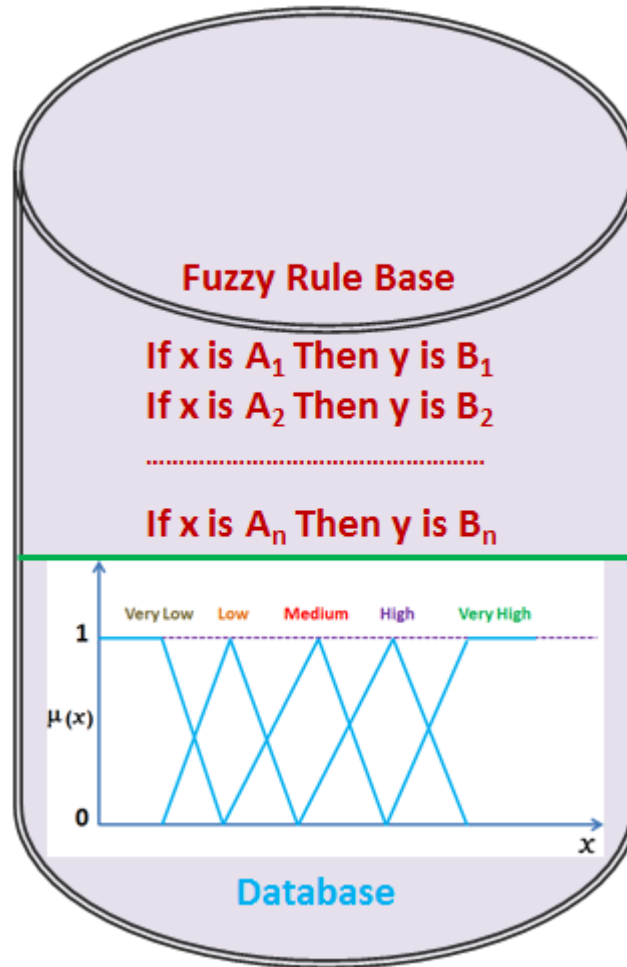 Fuzzy Rule Base
If x is A₁ Then y is B₁
If x is A₂ Then y is B₂
................................................
If x is Aₙ Then y is Bₙ
Very Low Low Medium High Very High
1
μ(x)
0
x
Database